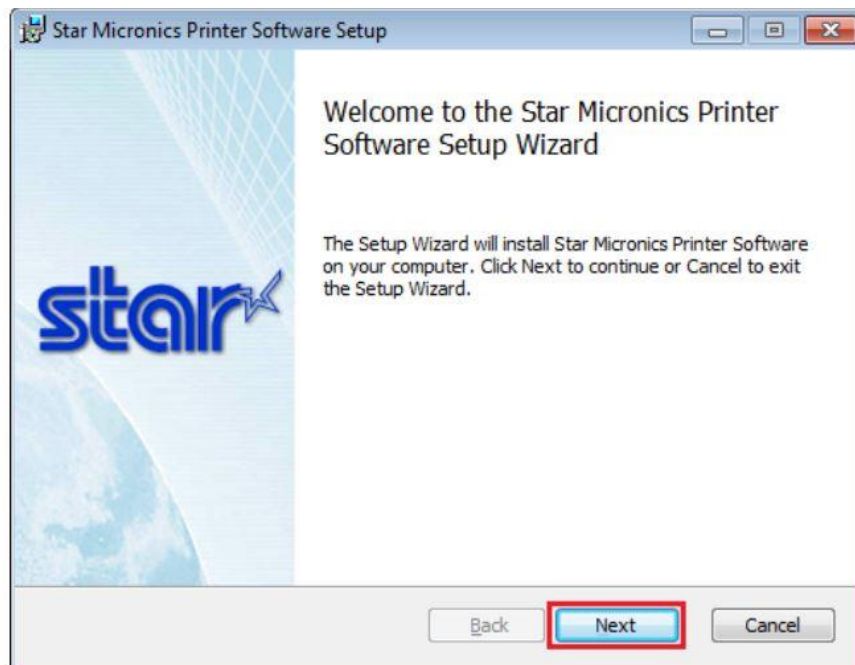 Star Micronics Printer Software Setup
Welcome to the Star Micronics Printer
Software Setup Wizard
The Setup Wizard will install Star Micronics Printer Software
on your computer. Click Next to continue or Cancel to exit
the Setup Wizard.
star
Back
Next
Cancel